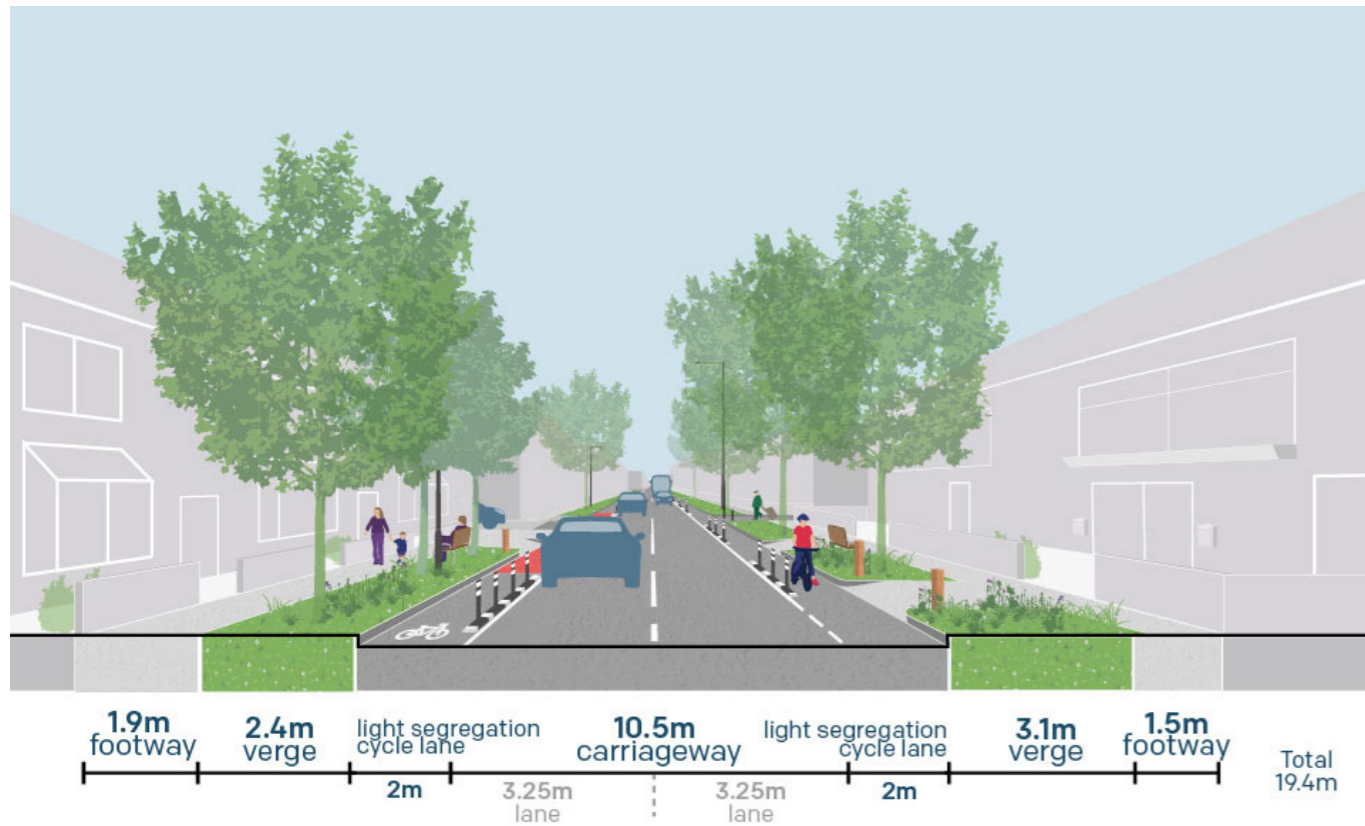 1.9m
footway
2.4m
verge
light segregation
cycle lane
2m
10.5m
carriageway
3.25m
lane
3.25m
lane
light segregation
cycle lane
2m
3.1m
verge
1.5m
footway
Total
19.4m